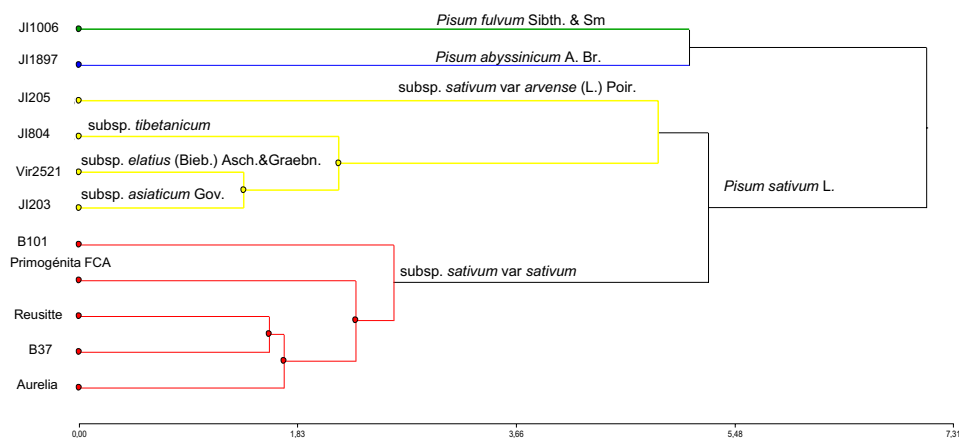 Pisum fulvum Sibth. & Sm
JI1006
Pisum abyssinicum A. Br.
JI1897
subsp. sativum var arvense (L.) Poir.
JI205
subsp. tibetanicum
JI804
subsp. elatius (Bieb.) Asch.&Graebn.
Vir2521
subsp. asiaticum Gov.
Pisum sativum L.
JI203
B101
Primogénita FCA
subsp. sativum var sativum
Reusitte
B37
Aurelia
0,00 1,83 3,66 5,48 7,31